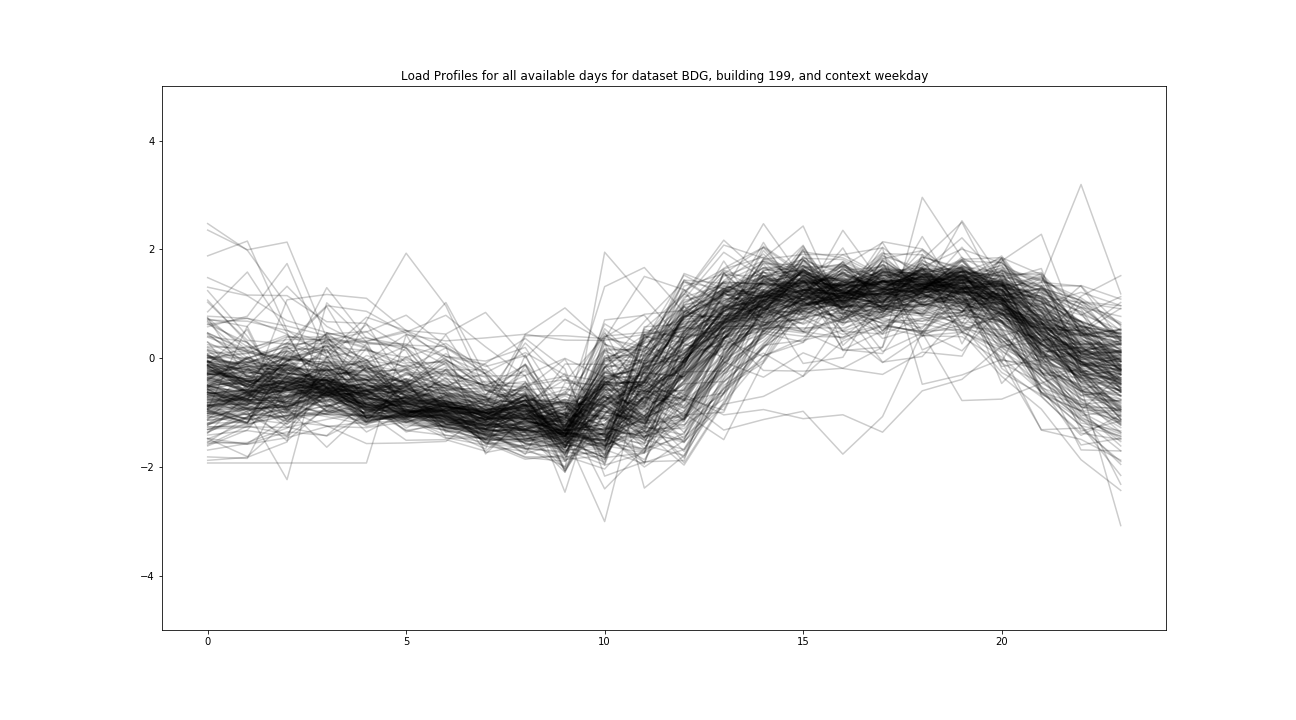 Load Profiles for all available days for dataset BDG, building 199, and context weekday
4
2
0
−2
−4
0 5 10 15 20